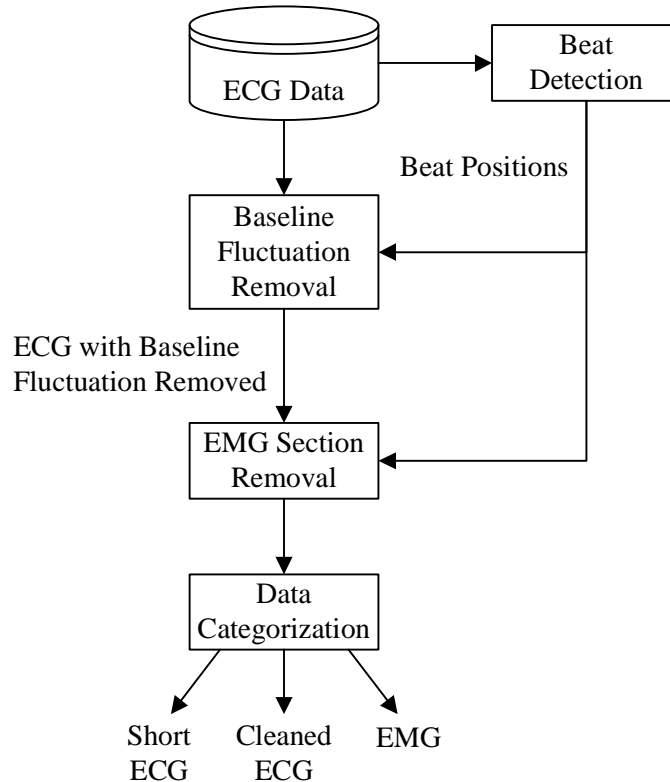 ECG Data
Beat
Detection
Beat Positions
Baseline
Fluctuation
Removal
ECG with Baseline
Fluctuation Removed
EMG Section
Removal
Data
Categorization
Short
ECG
Cleaned
ECG
EMG